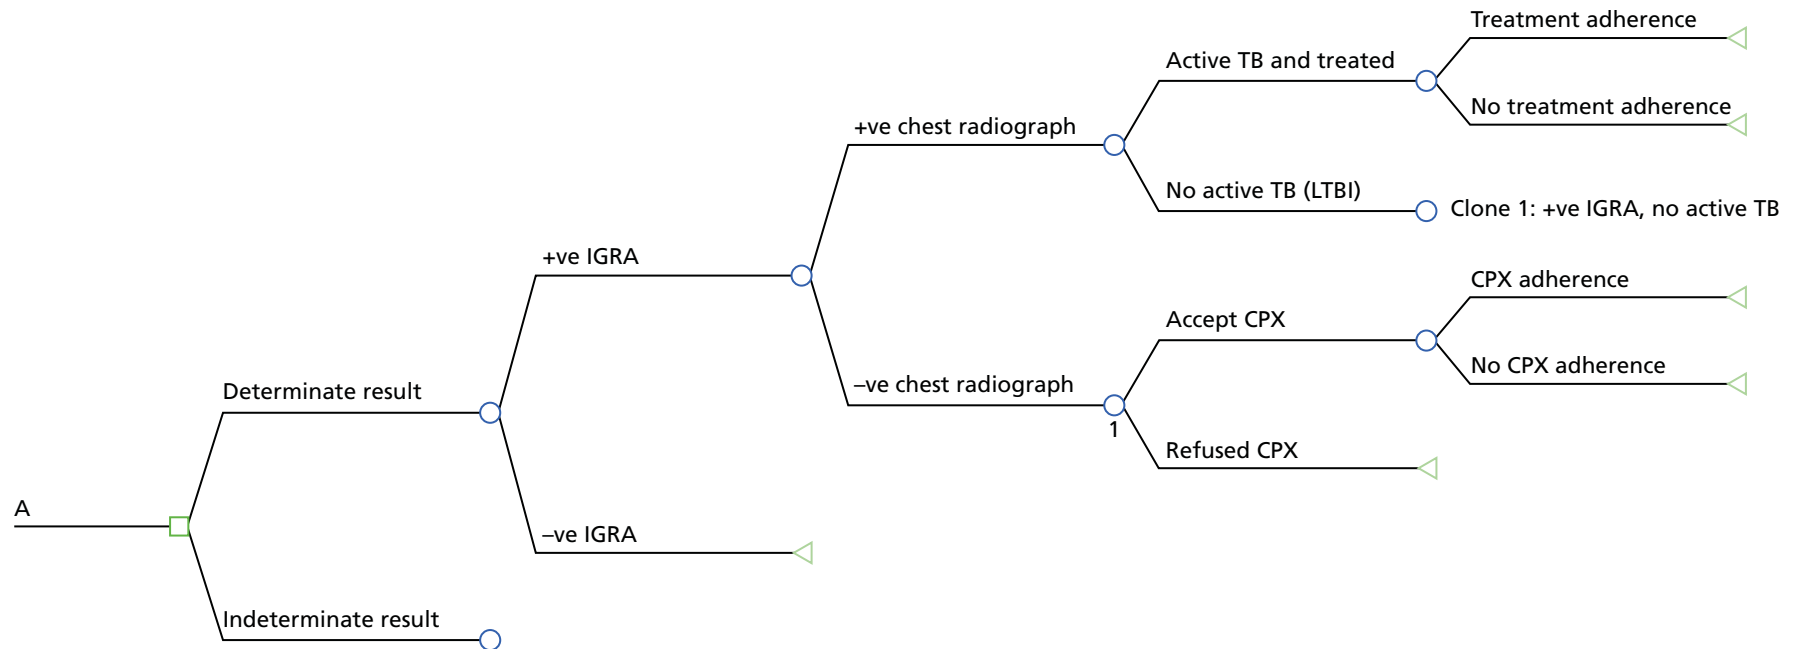 Treatment adherence
Active TB and treated
No treatment adherence
+ve chest radiograph
No active TB (LTBI)
Clone 1: +ve IGRA, no active TB
+ve IGRA
CPX adherence
Accept CPX
No CPX adherence
–ve chest radiograph
1
Refused CPX
Determinate result
A
–ve IGRA
Indeterminate result